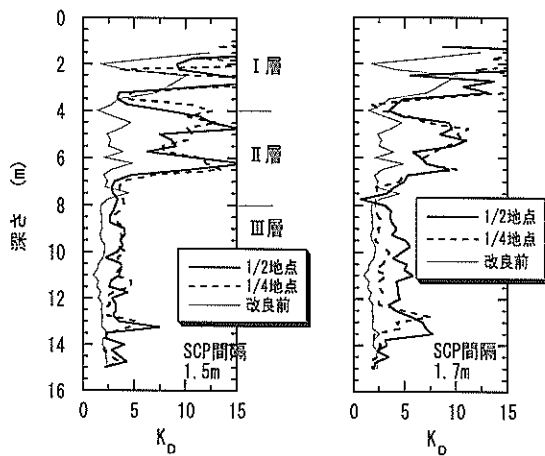 0
2
4
6
8
10
12
14
16
深さ (m)
I 層
II 層
III 層
1/2地点
1/4地点
改良前
SCP間隔
1.5m
0 5 10 15
K_D
1/2地点
1/4地点
改良前
SCP間隔
1.7m
0 5 10 15
K_D